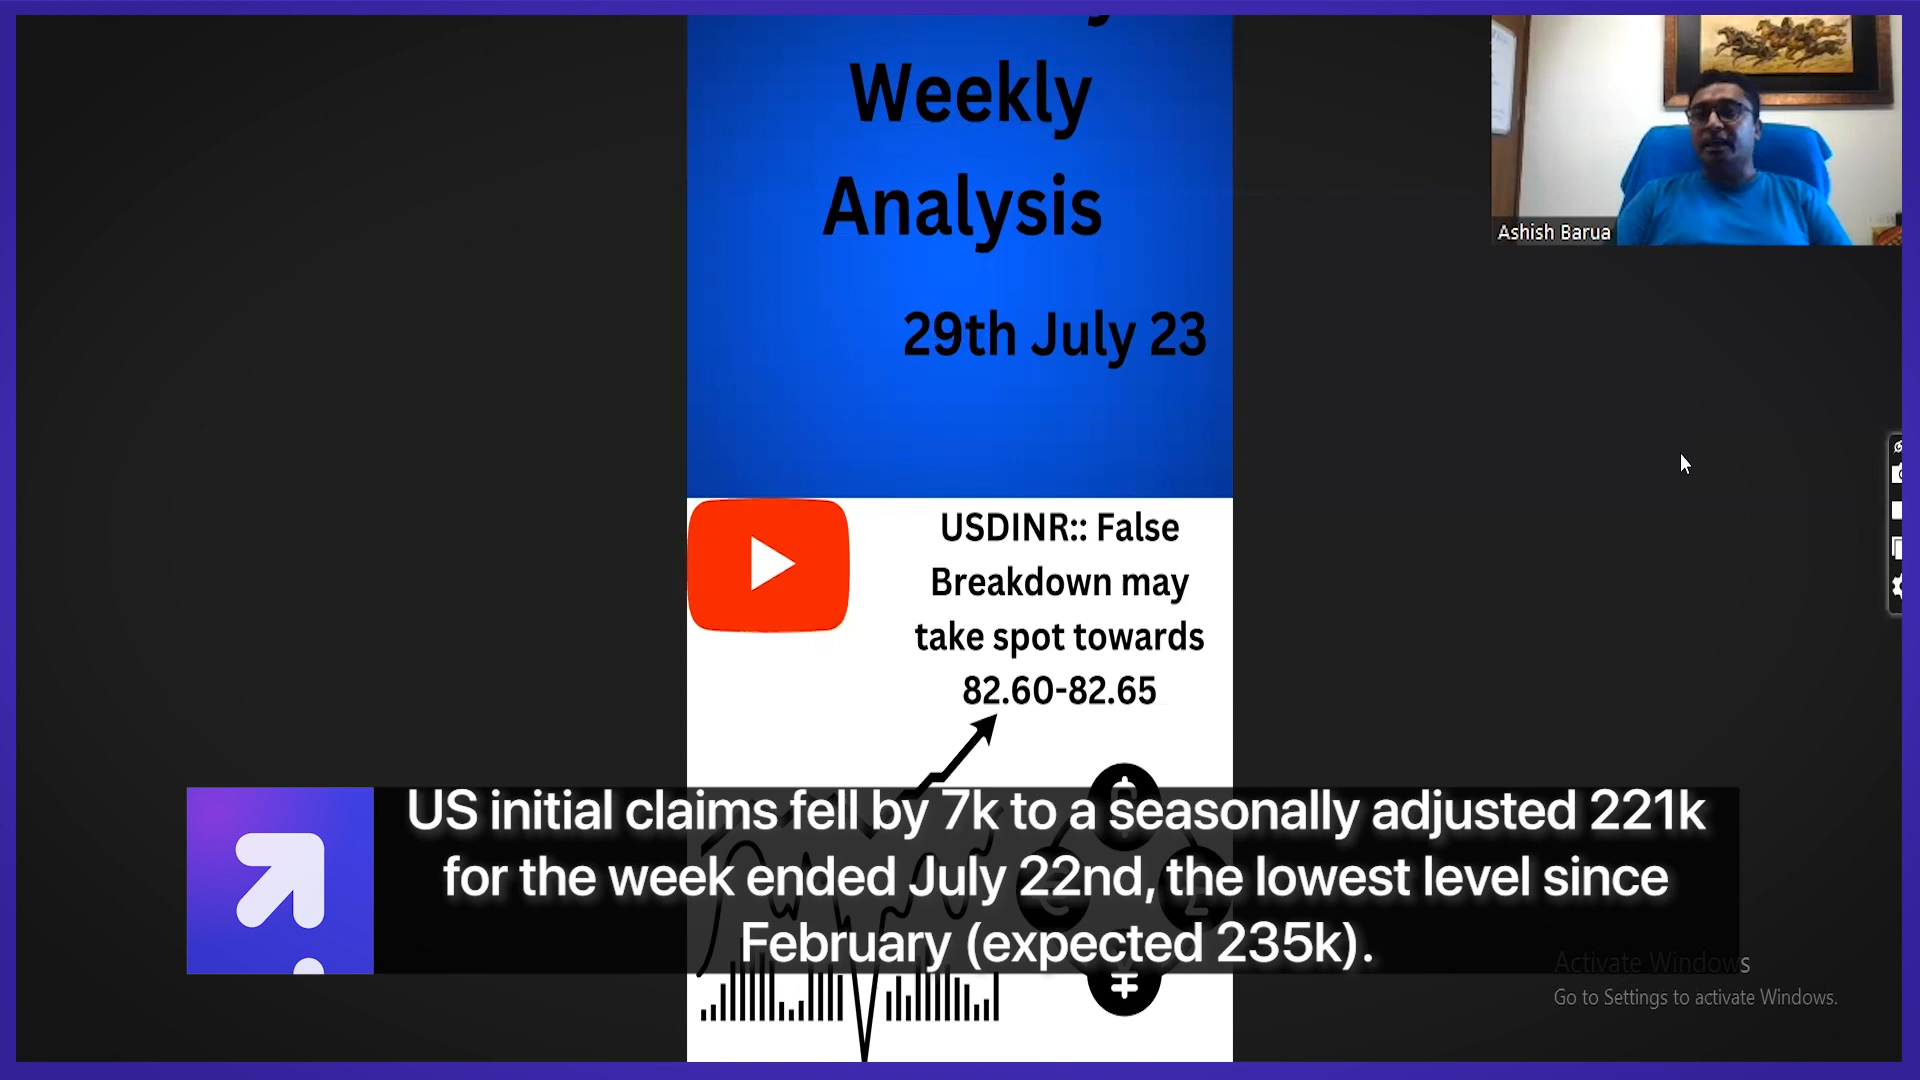 Weekly
Analysis
29th July 23
Ashish Barua
USDINR:: False
Breakdown may
take spot towards
82.60-82.65
US initial claims fell by 7k to a seasonally adjusted 221k
for the week ended July 22nd, the lowest level since
February (expected 235k).
Activate Windows
Go to Settings to activate Windows.